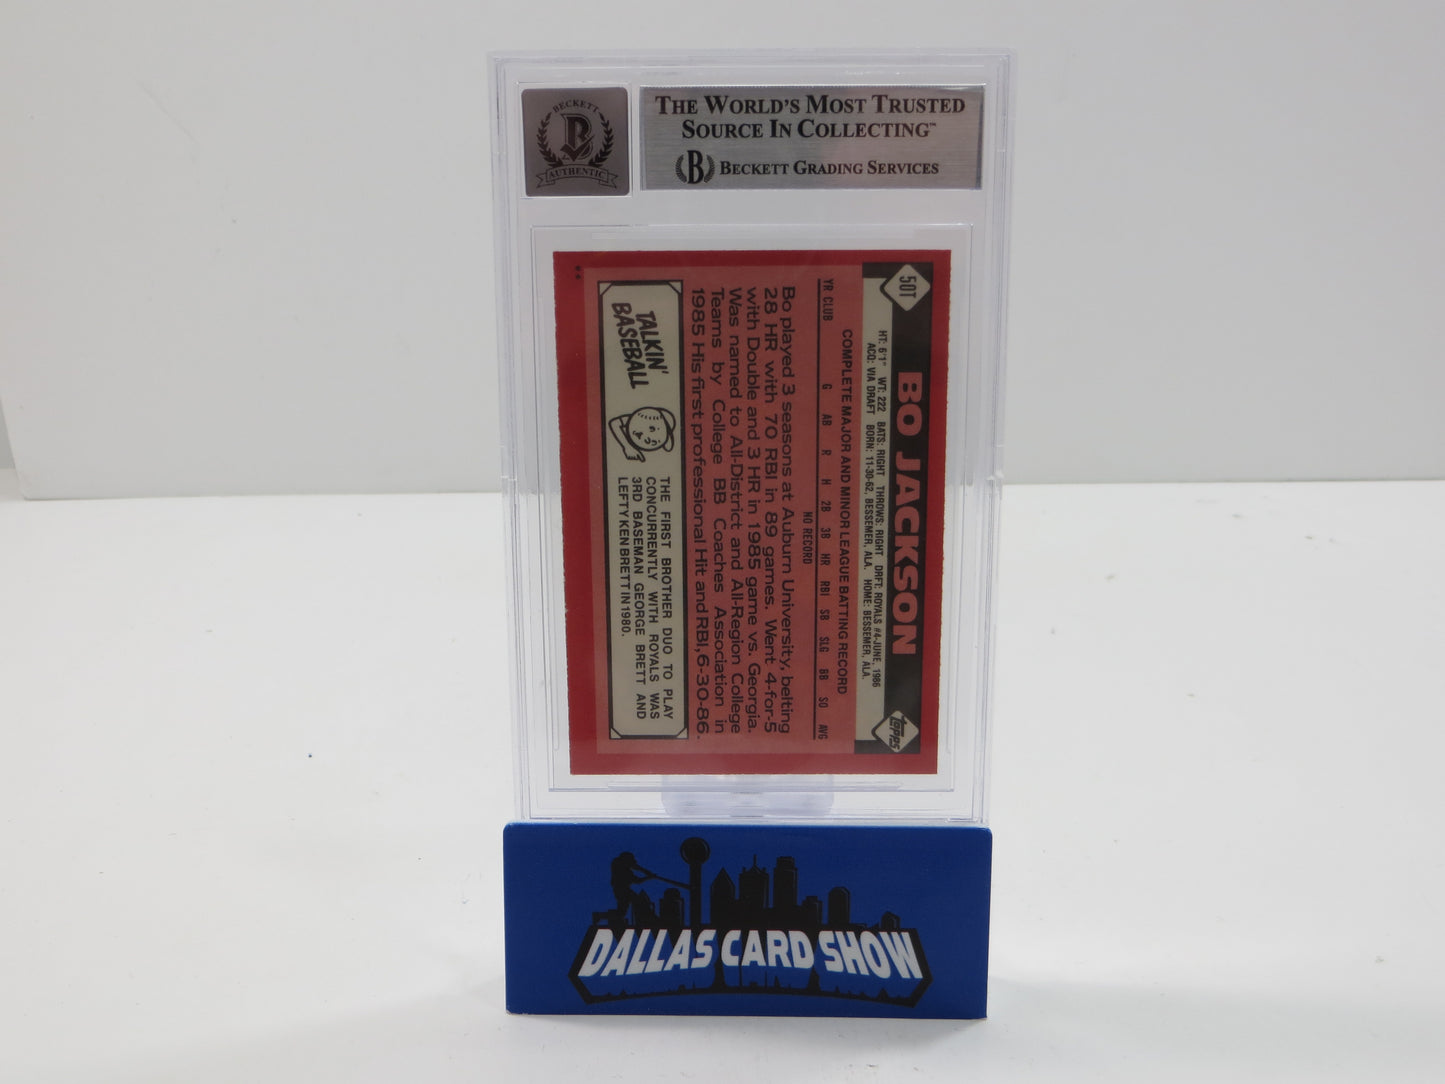 BECKETT
B
AUTHENTIC
THE WORLD'S MOST TRUSTED
SOURCE IN COLLECTING™
B BECKETT GRADING SERVICES
50T
BO JACKSON
Topps
HT: 6'1" WT: 222 BATS: RIGHT THROWS: RIGHT DRFT: ROYALS #4-JUNE, 1986
ACQ: VIA DRAFT BORN: 11-30-62, BESSEMER, ALA. HOME: BESSEMER, ALA.
COMPLETE MAJOR AND MINOR LEAGUE BATTING RECORD
YR CLUB G AB R H 2B 3B HR RBI SB SLG BB SO AVG
NO RECORD
Bo played 3 seasons at Auburn University, belting
28 HR with 70 RBI in 89 games. Went 4-for-5
with Double and 3 HR in 1985 game vs. Georgia.
Was named to All-District and All-Region College
Teams by College BB Coaches Association in
1985 His first professional Hit and RBI, 6-30-86.
TALKIN'
BASEBALL
THE FIRST BROTHER DUO TO PLAY
CONCURRENTLY WITH ROYALS WAS
3RD BASEMAN GEORGE BRETT AND
LEFTY KEN BRETT IN 1980.
**
DALLAS CARD SHOW